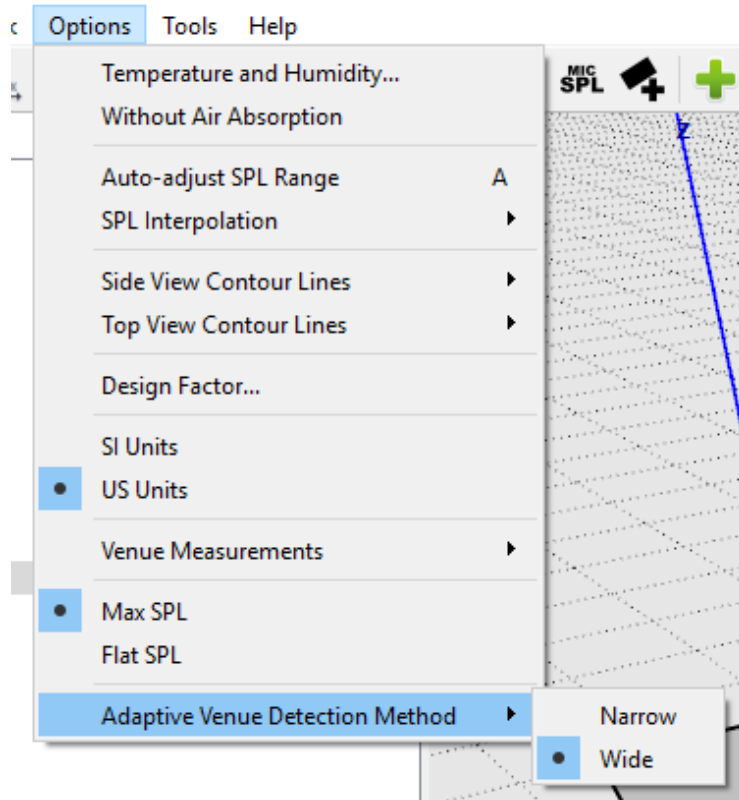 Options Tools Help
MIC
SPL
Temperature and Humidity...
Without Air Absorption
Z
Auto-adjust SPL Range A
SPL Interpolation
Side View Contour Lines
Top View Contour Lines
Design Factor...
SI Units
US Units
Venue Measurements
Max SPL
Flat SPL
Adaptive Venue Detection Method
Narrow
Wide